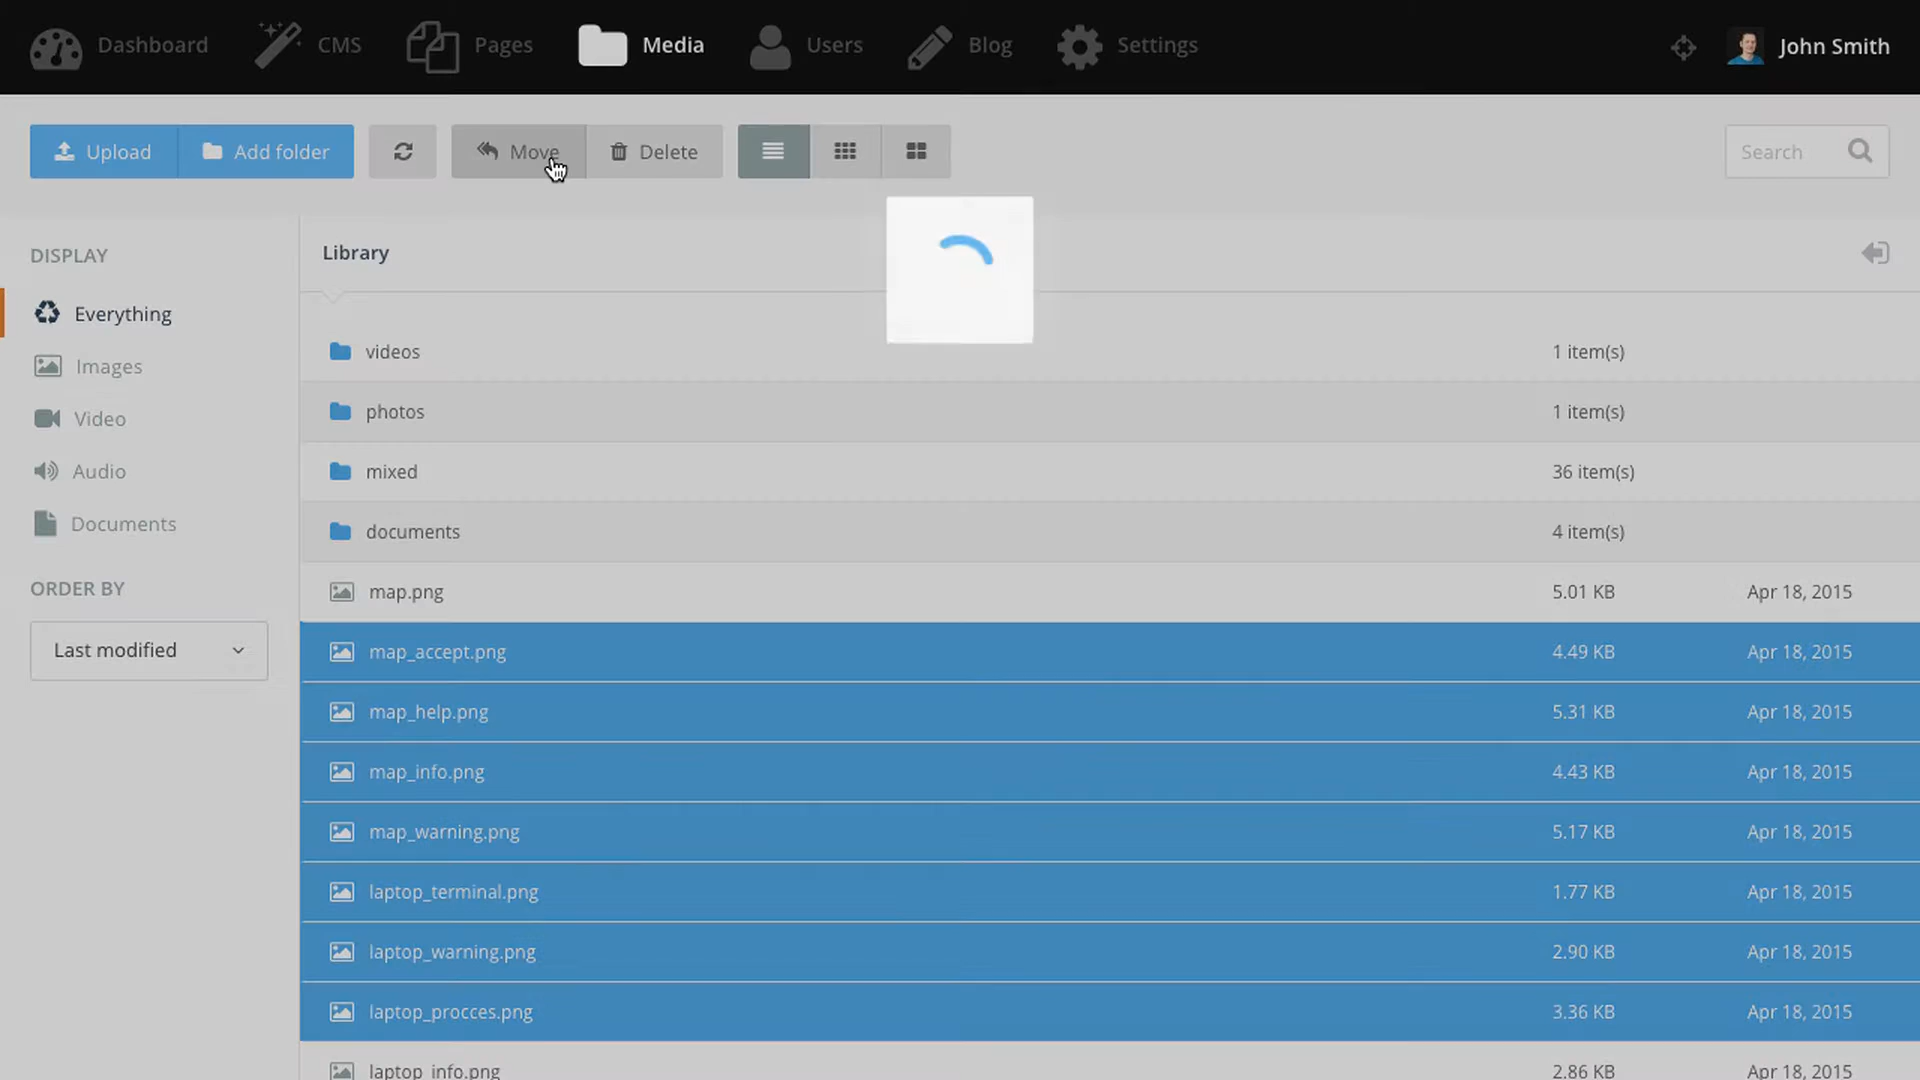 Dashboard CMS Pages Media Users Blog Settings John Smith
Upload Add folder Move Delete Search
DISPLAY
Everything
Images
Video
Audio
Documents
ORDER BY
Last modified
Library
videos 1 item(s)
photos 1 item(s)
mixed 36 item(s)
documents 4 item(s)
map.png 5.01 KB Apr 18, 2015
map_accept.png 4.49 KB Apr 18, 2015
map_help.png 5.31 KB Apr 18, 2015
map_info.png 4.43 KB Apr 18, 2015
map_warning.png 5.17 KB Apr 18, 2015
laptop_terminal.png 1.77 KB Apr 18, 2015
laptop_warning.png 2.90 KB Apr 18, 2015
laptop_procces.png 3.36 KB Apr 18, 2015
laptop_info.png 2.86 KB Apr 18, 2015